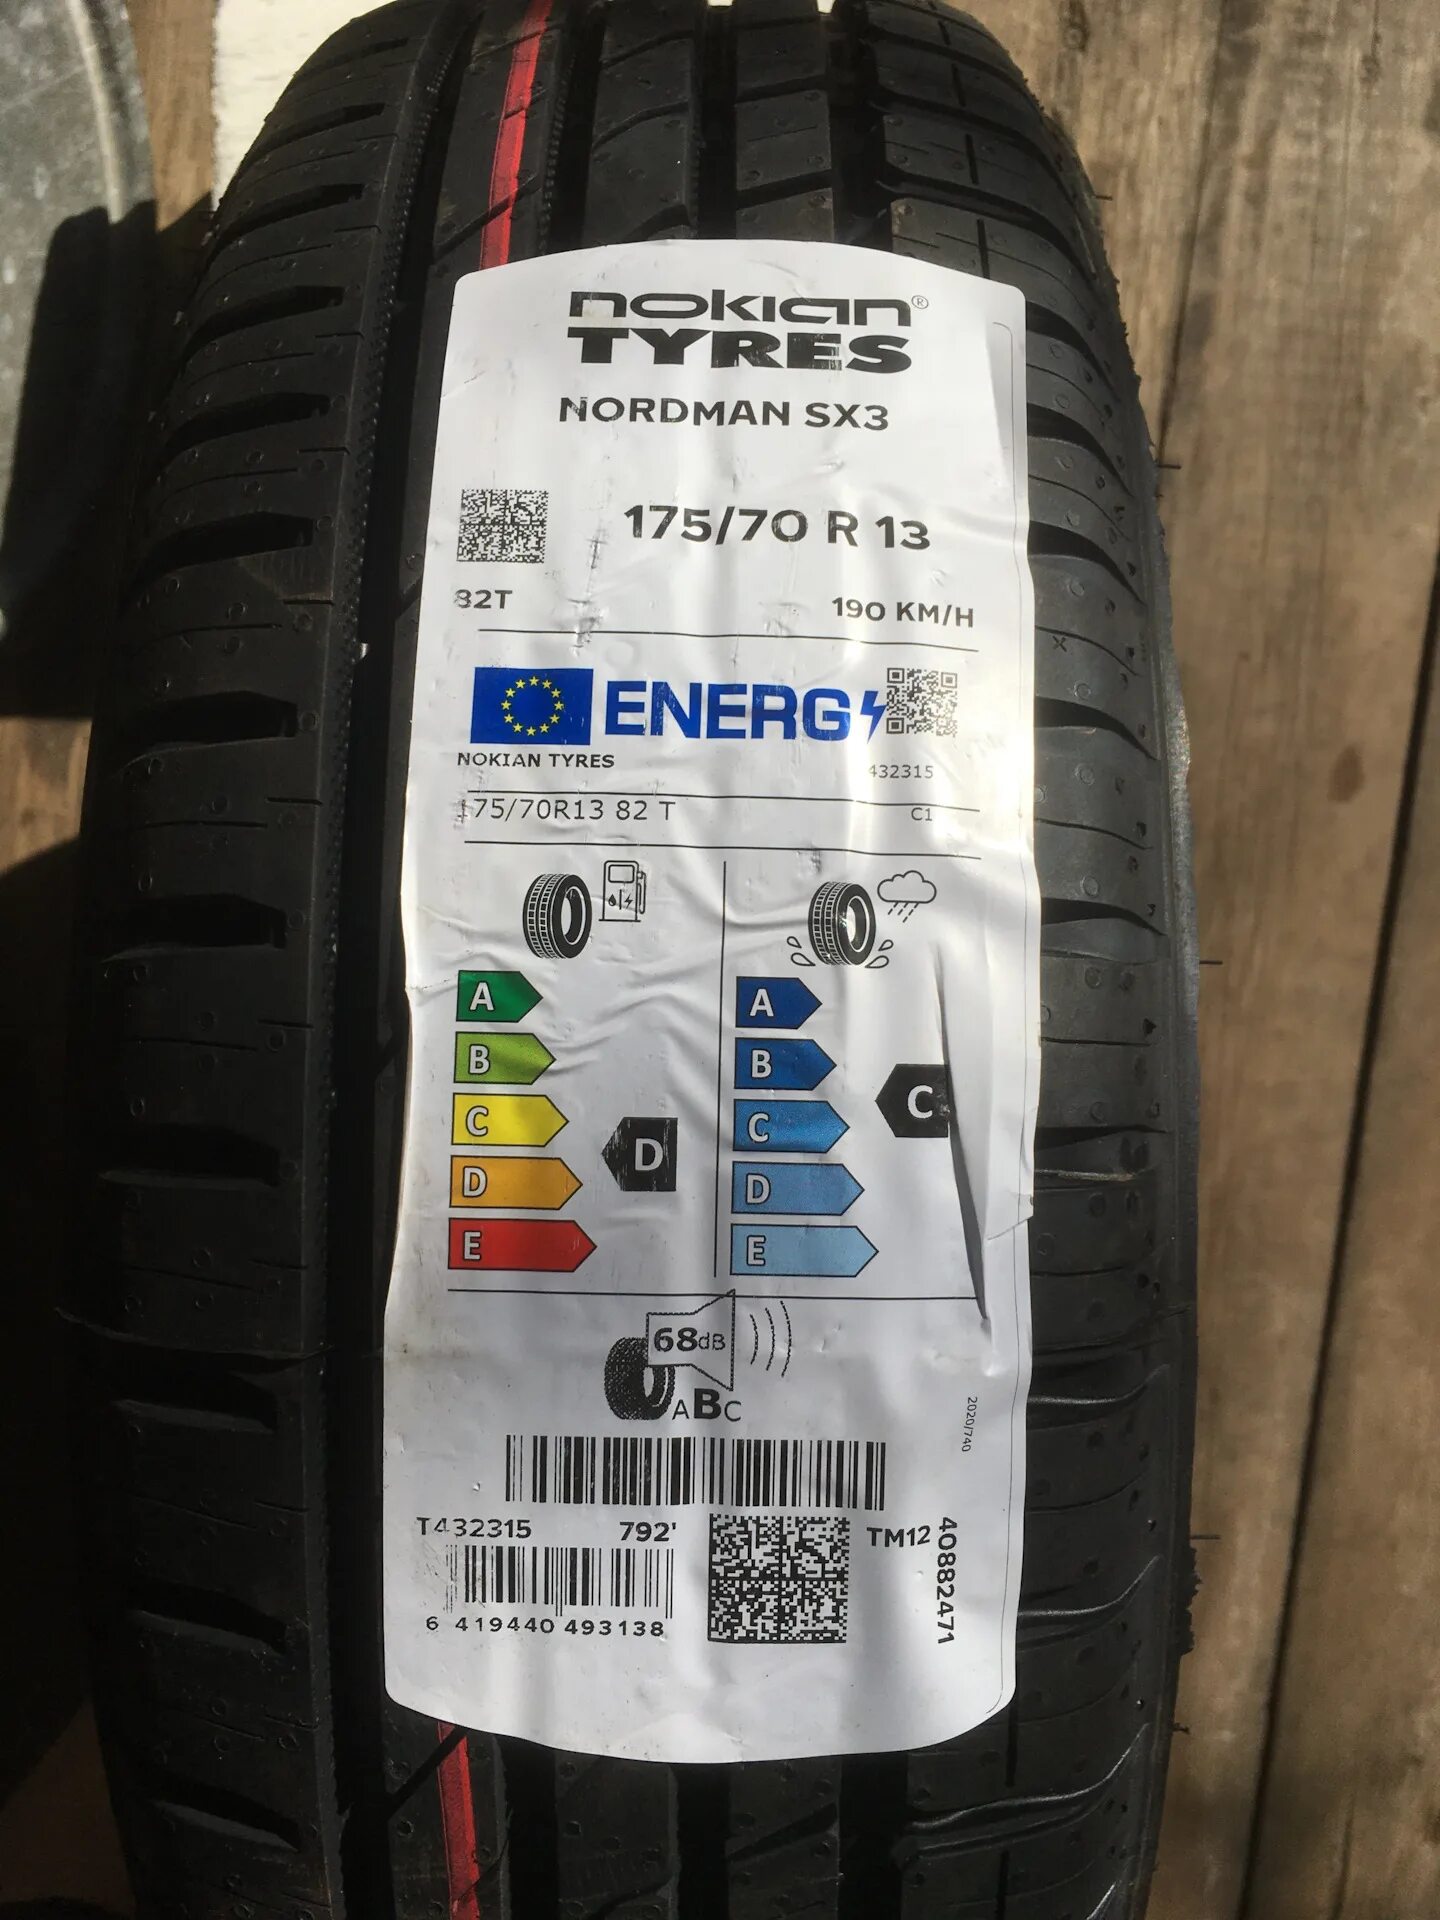 nokian®
TYRES
NORDMAN SX3
175/70 R 13
82T 190 KM/H
ENERG
NOKIAN TYRES 432315
175/70R13 82 T C1
A A
B B
C C C
D D D
E E
68dB
ABC
2020/740
T432315 792' TM12
40882471
6 419440 493138